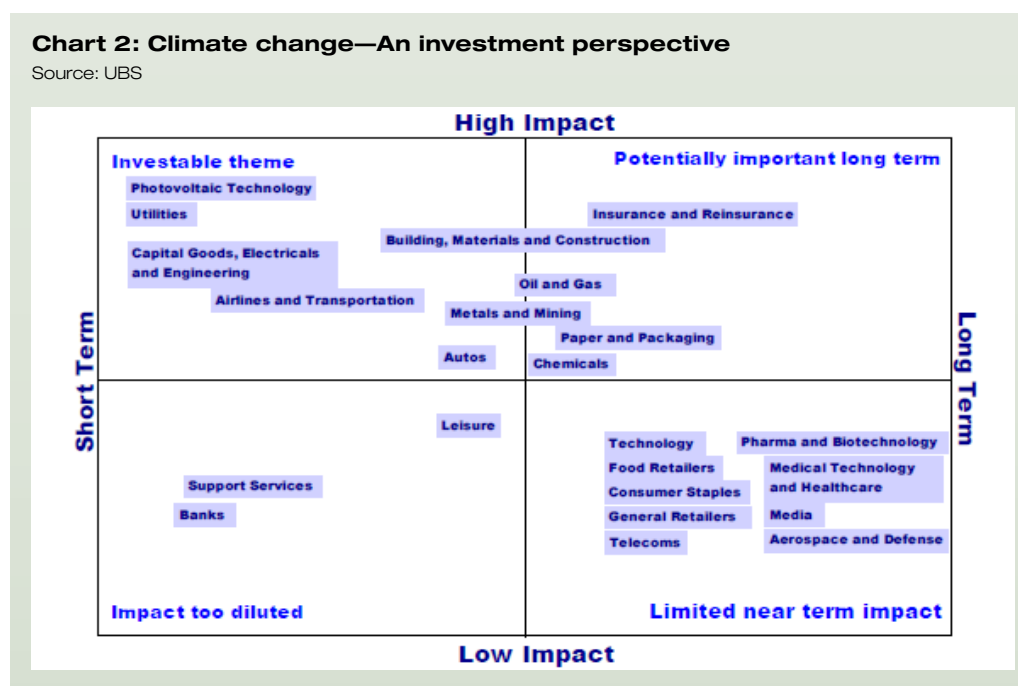 Chart 2: Climate change—An investment perspective
Source: UBS
High Impact
Investable theme
Potentially important long term
Photovoltaic Technology
Utilities
Insurance and Reinsurance
Building, Materials and Construction
Capital Goods, Electricals
and Engineering
Oil and Gas
Airlines and Transportation
Metals and Mining
Paper and Packaging
Autos
Chemicals
Short Term
Long Term
Leisure
Technology
Pharma and Biotechnology
Food Retailers
Medical Technology
and Healthcare
Consumer Staples
Support Services
Banks
General Retailers
Media
Telecoms
Aerospace and Defense
Impact too diluted
Limited near term impact
Low Impact